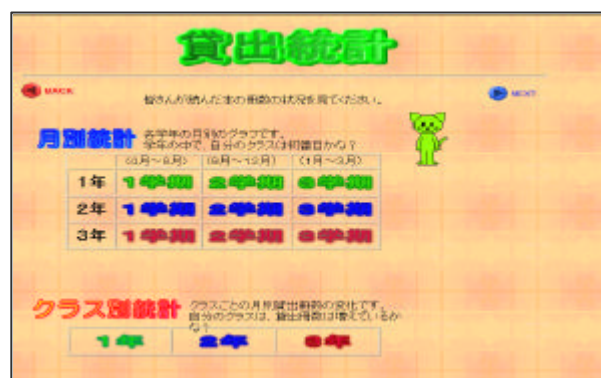 貸出統計
BACK
皆さんが読んだ本の冊数の状況を見てください。
NEXT
月別統計 各学年の月別のグラフです。
学年の中で、自分のクラスは何番目かな?
(4月～8月) (9月～12月) (1月～3月)
1年 1学期 2学期 3学期
2年 1学期 2学期 3学期
3年 1学期 2学期 3学期
クラス別統計 クラスごとの月別貸出冊数の変化です。
自分のクラスは、貸出冊数は増えているか
な?
1年 2年 3年